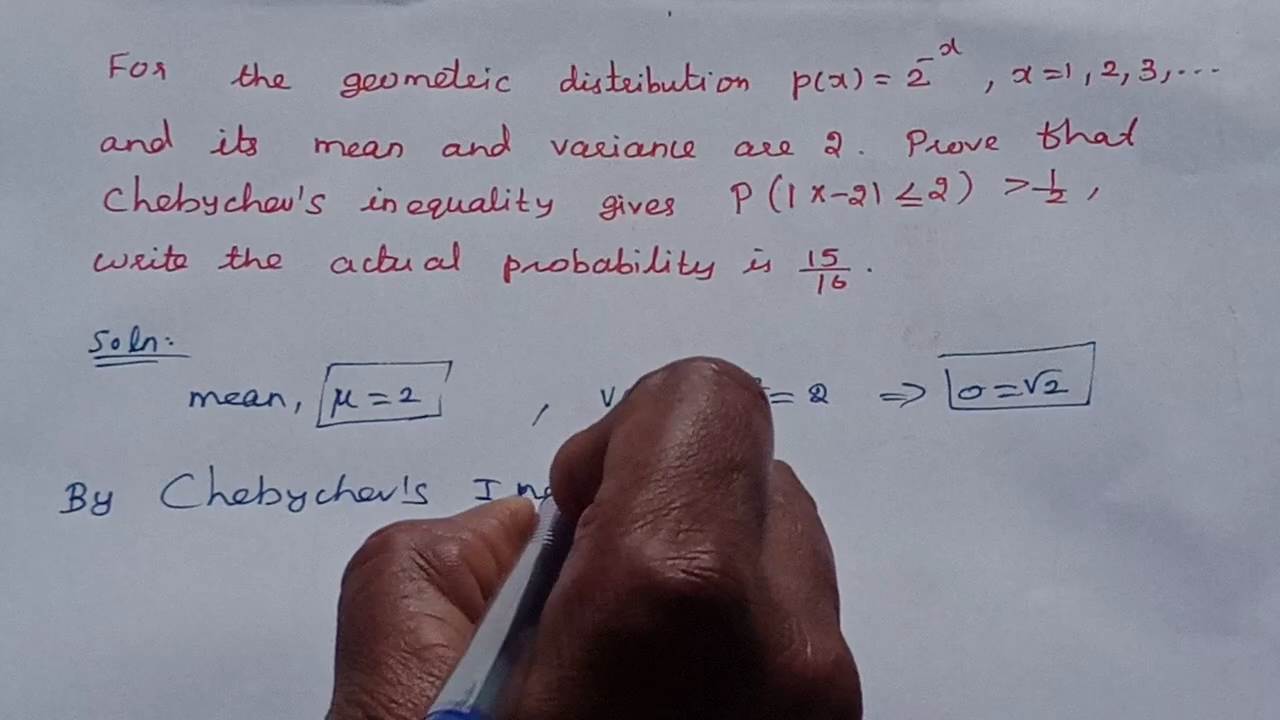 For the geometric distribution p(x) = 2^-x , x=1, 2, 3, ...
and its mean and variance are 2. Prove that
Chebychev's inequality gives P(|x-2| ≤2) > 1/2 ,
write the actual probability is 15/16 .
Soln:
mean, μ = 2 , = 2 ⇒ σ=√2
By Chebychev's